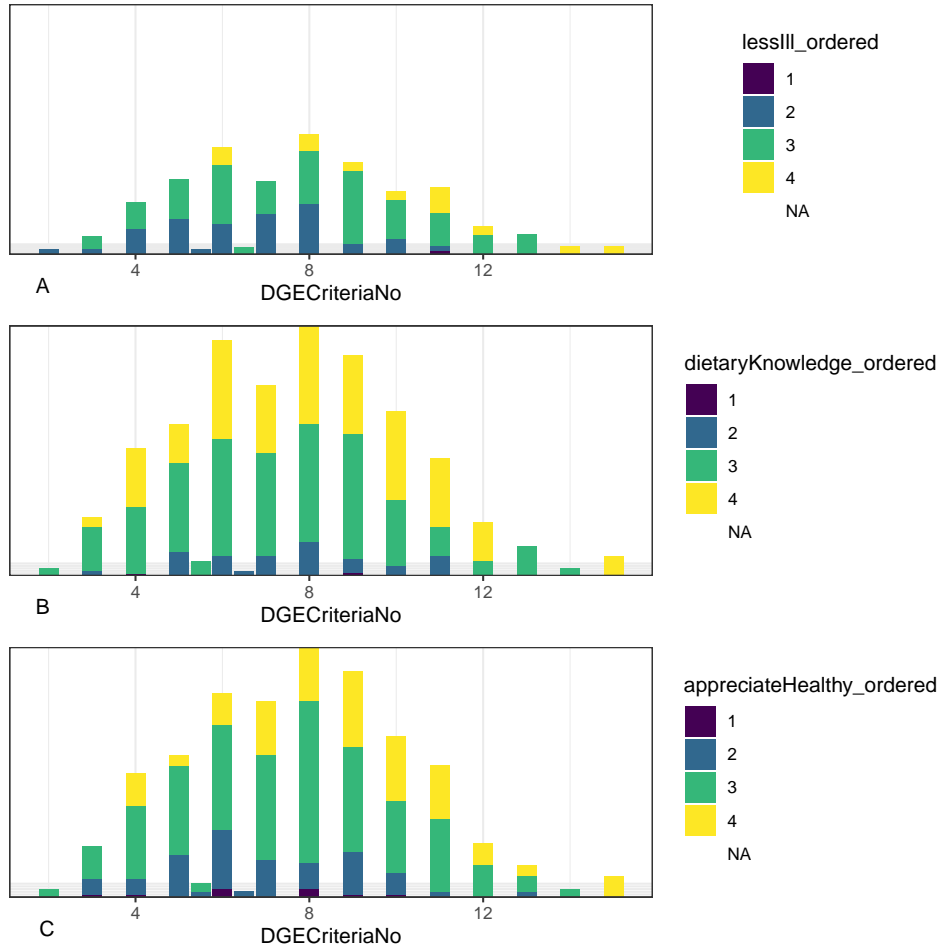 lessIll_ordered
1
2
3
4
NA
4 8 12
DGECriteriaNo
A
dietaryKnowledge_ordered
1
2
3
4
NA
4 8 12
DGECriteriaNo
B
appreciateHealthy_ordered
1
2
3
4
NA
4 8 12
DGECriteriaNo
C